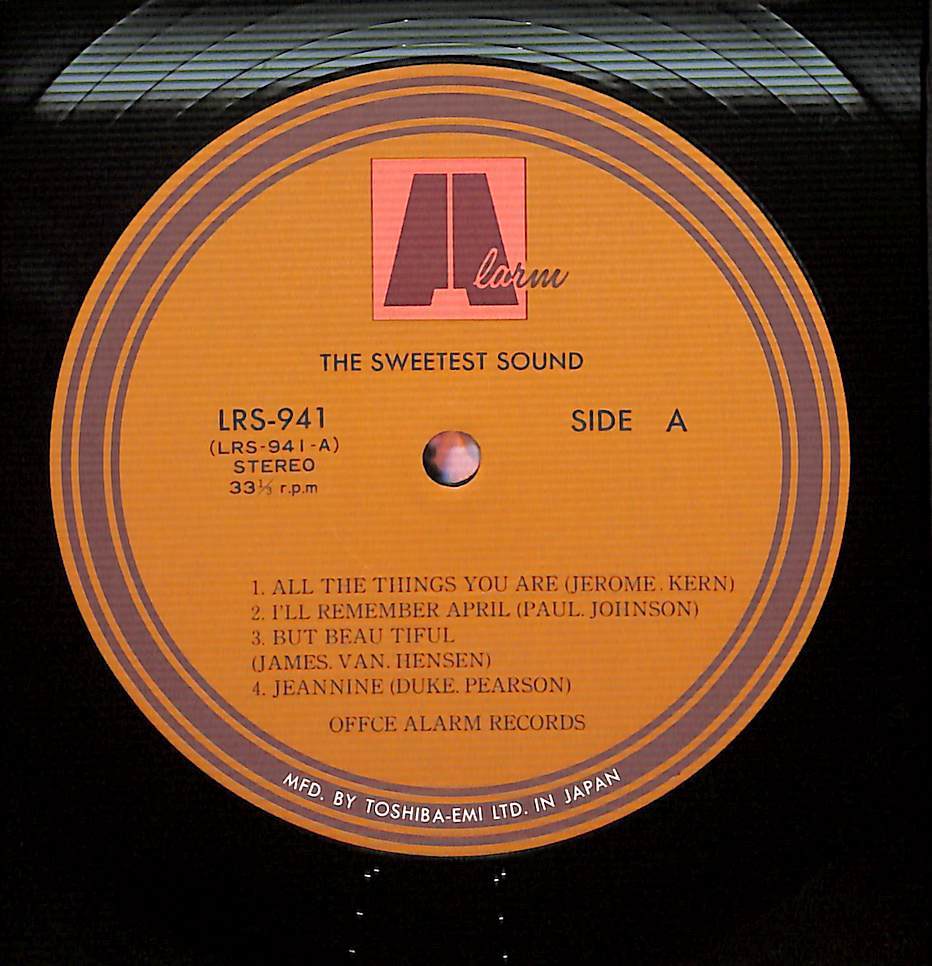 Alarm
THE SWEETEST SOUND
LRS-941
(LRS-941-A)
STEREO
33⅓ r.p.m
SIDE A
1. ALL THE THINGS YOU ARE (JEROME. KERN)
2. I'LL REMEMBER APRIL (PAUL. JOHNSON)
3. BUT BEAU TIFUL
(JAMES. VAN. HENSEN)
4. JEANNINE (DUKE. PEARSON)
OFFCE ALARM RECORDS
MFD. BY TOSHIBA-EMI LTD. IN JAPAN